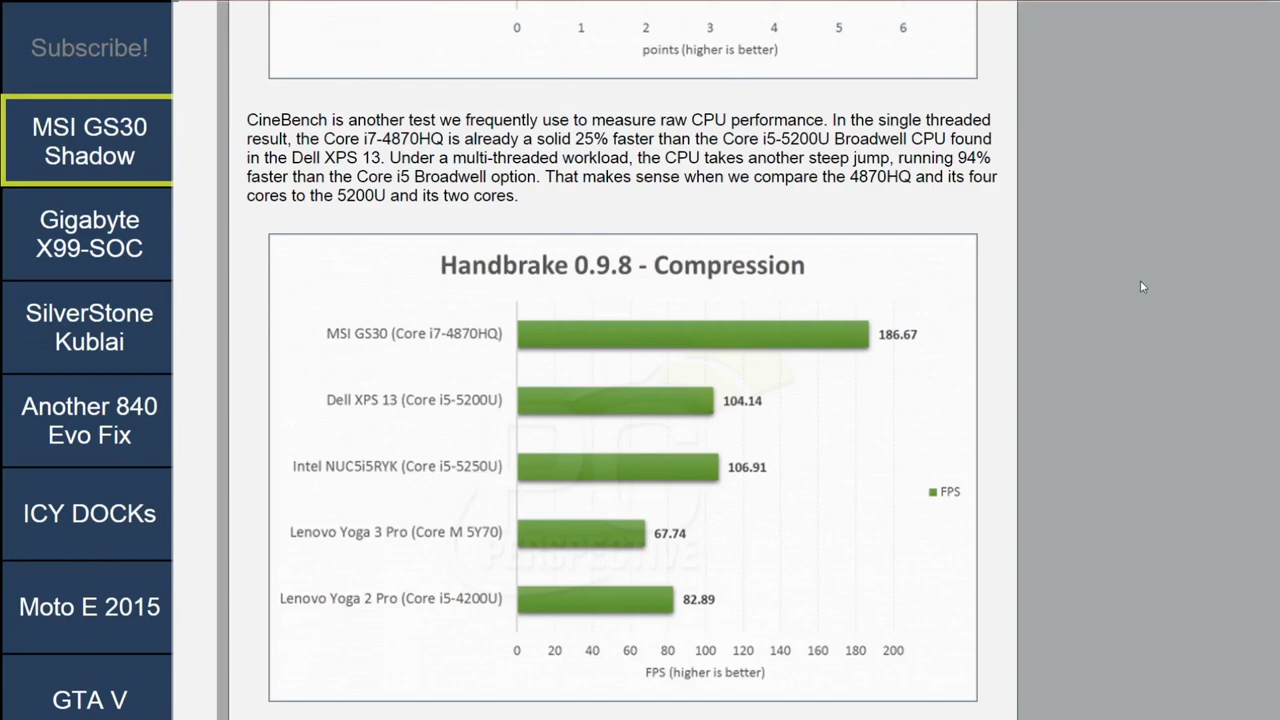 Subscribe!
MSI GS30
Shadow
Gigabyte
X99-SOC
SilverStone
Kublai
Another 840
Evo Fix
ICY DOCKs
Moto E 2015
GTA V
0 1 2 3 4 5 6
points (higher is better)
CineBench is another test we frequently use to measure raw CPU performance. In the single threaded
result, the Core i7-4870HQ is already a solid 25% faster than the Core i5-5200U Broadwell CPU found
in the Dell XPS 13. Under a multi-threaded workload, the CPU takes another steep jump, running 94%
faster than the Core i5 Broadwell option. That makes sense when we compare the 4870HQ and its four
cores to the 5200U and its two cores.
Handbrake 0.9.8 - Compression
MSI GS30 (Core i7-4870HQ) 186.67
Dell XPS 13 (Core i5-5200U) 104.14
Intel NUC5i5RYK (Core i5-5250U) 106.91
FPS
Lenovo Yoga 3 Pro (Core M 5Y70) 67.74
PERSPECTIVE
Lenovo Yoga 2 Pro (Core i5-4200U) 82.89
0 20 40 60 80 100 120 140 160 180 200
FPS (higher is better)